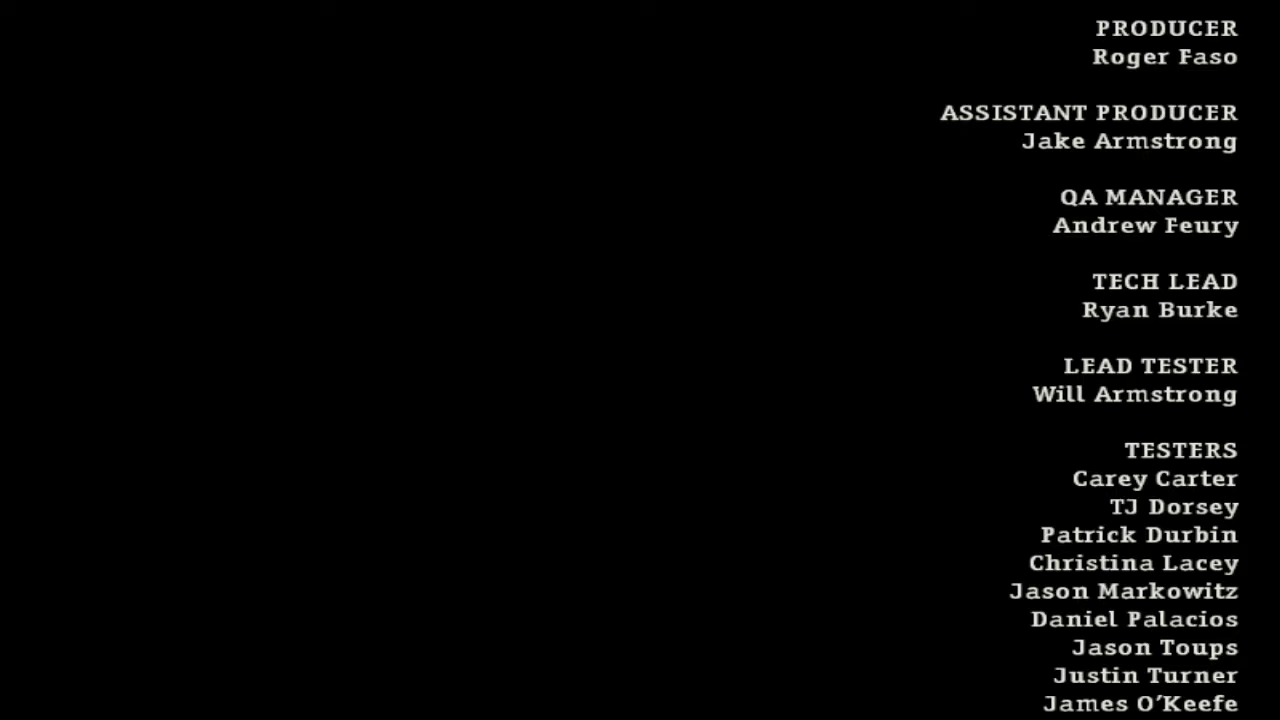 PRODUCER
Roger Faso
ASSISTANT PRODUCER
Jake Armstrong
QA MANAGER
Andrew Feury
TECH LEAD
Ryan Burke
LEAD TESTER
Will Armstrong
TESTERS
Carey Carter
TJ Dorsey
Patrick Durbin
Christina Lacey
Jason Markowitz
Daniel Palacios
Jason Toups
Justin Turner
James O’Keefe